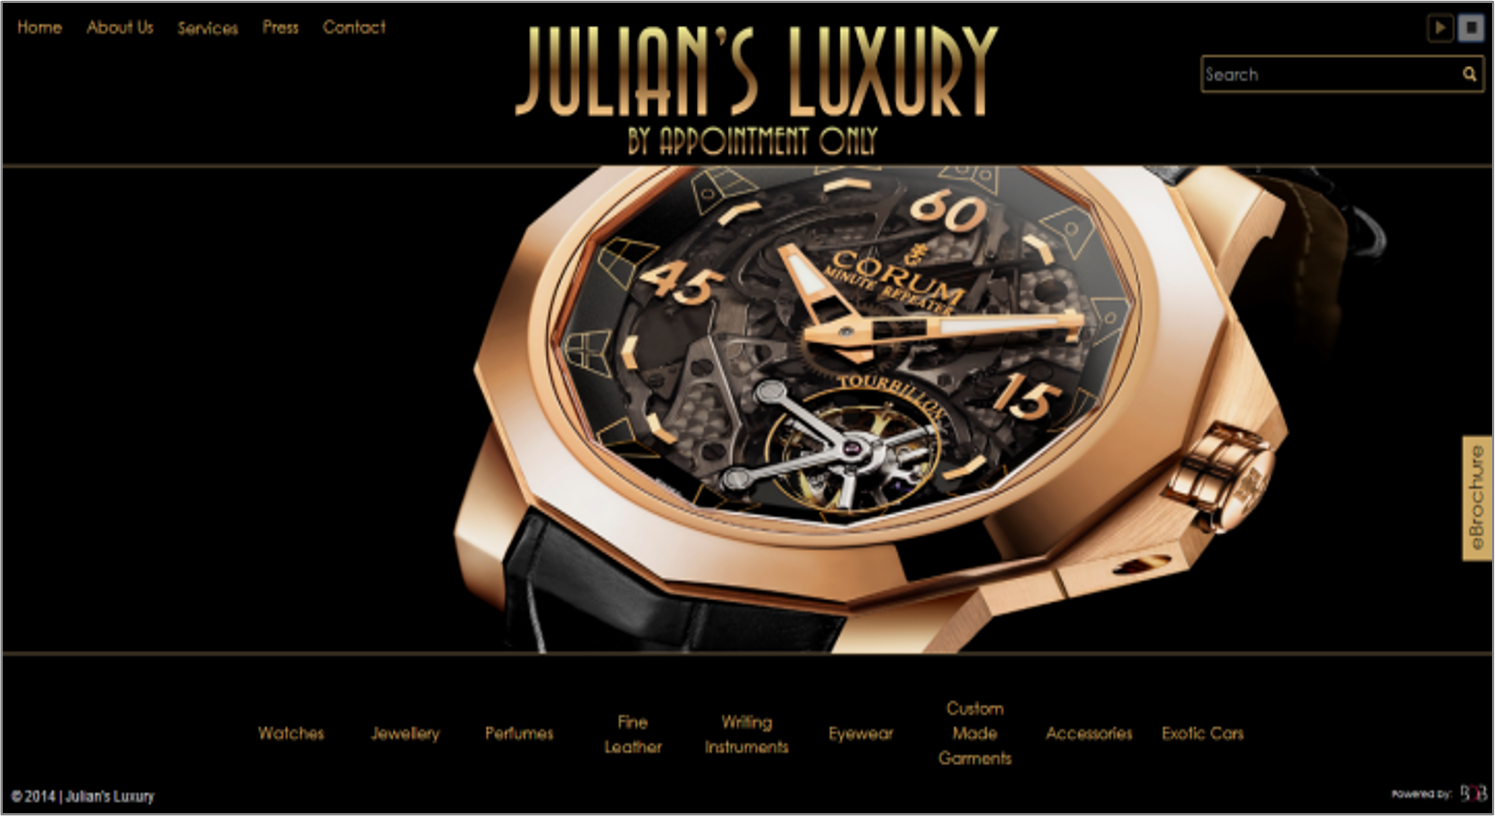 Home About Us Services Press Contact
JULIAN'S LUXURY
BY APPOINTMENT ONLY
Search
60
45
CORUM
MINUTE REPEATER
15
TOURBILLON
eBrochure
Watches
Jewellery
Perfumes
Fine
Leather
Writing
Instruments
Eyewear
Custom
Made
Garments
Accessories
Exotic Cars
© 2014 | Julian's Luxury
Powered by: